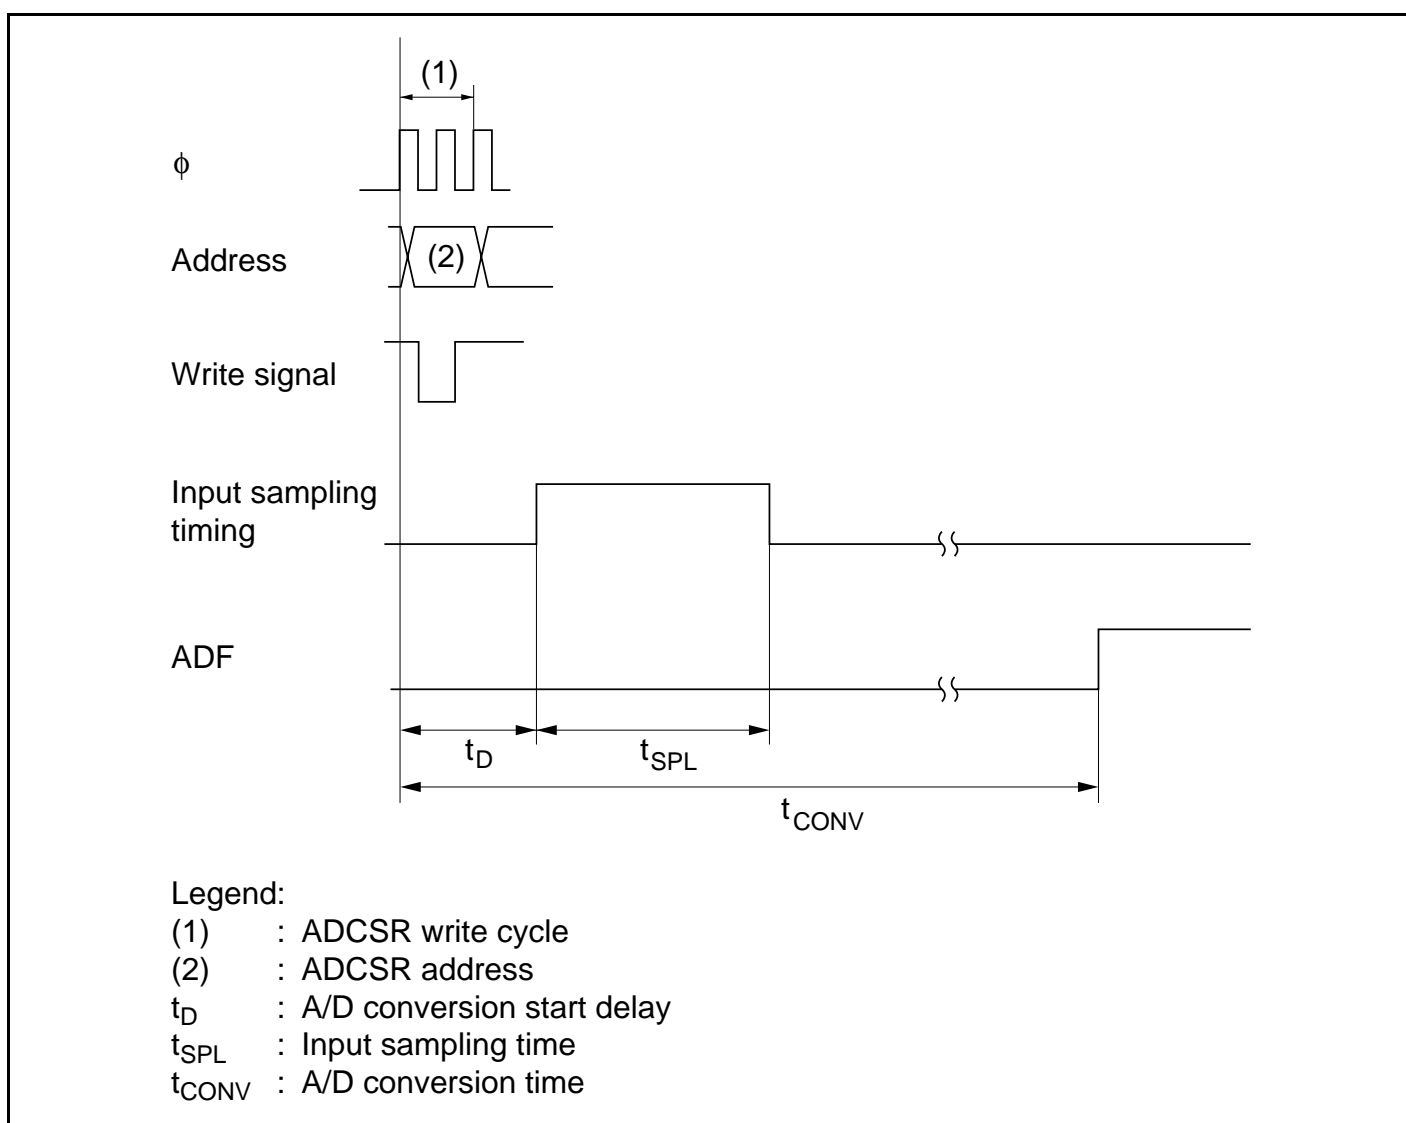 (1)
ϕ
Address
(2)
Write signal
Input sampling
timing
ADF
tD
tSPL
tCONV
Legend:
(1) : ADCSR write cycle
(2) : ADCSR address
tD : A/D conversion start delay
tSPL : Input sampling time
tCONV : A/D conversion time